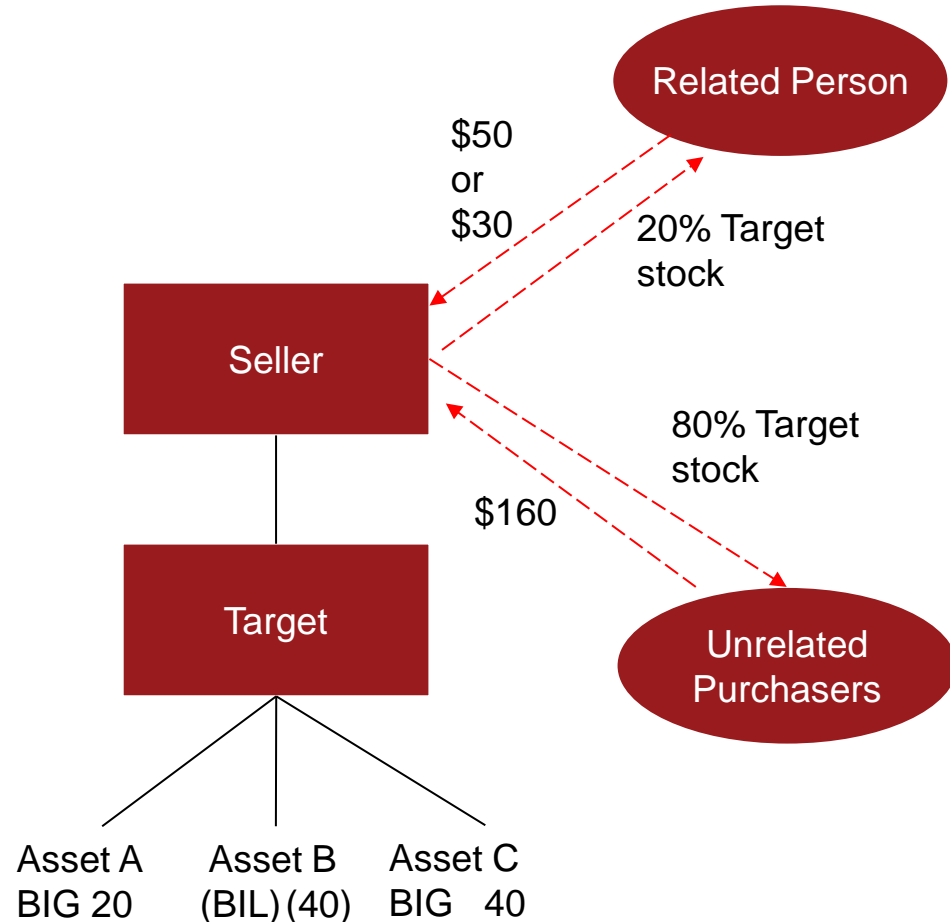 Related Person
$50
or
$30
20% Target
stock
Seller
80% Target
stock
$160
Target
Unrelated
Purchasers
Asset A
BIG 20
Asset B
(BIL) (40)
Asset C
BIG 40